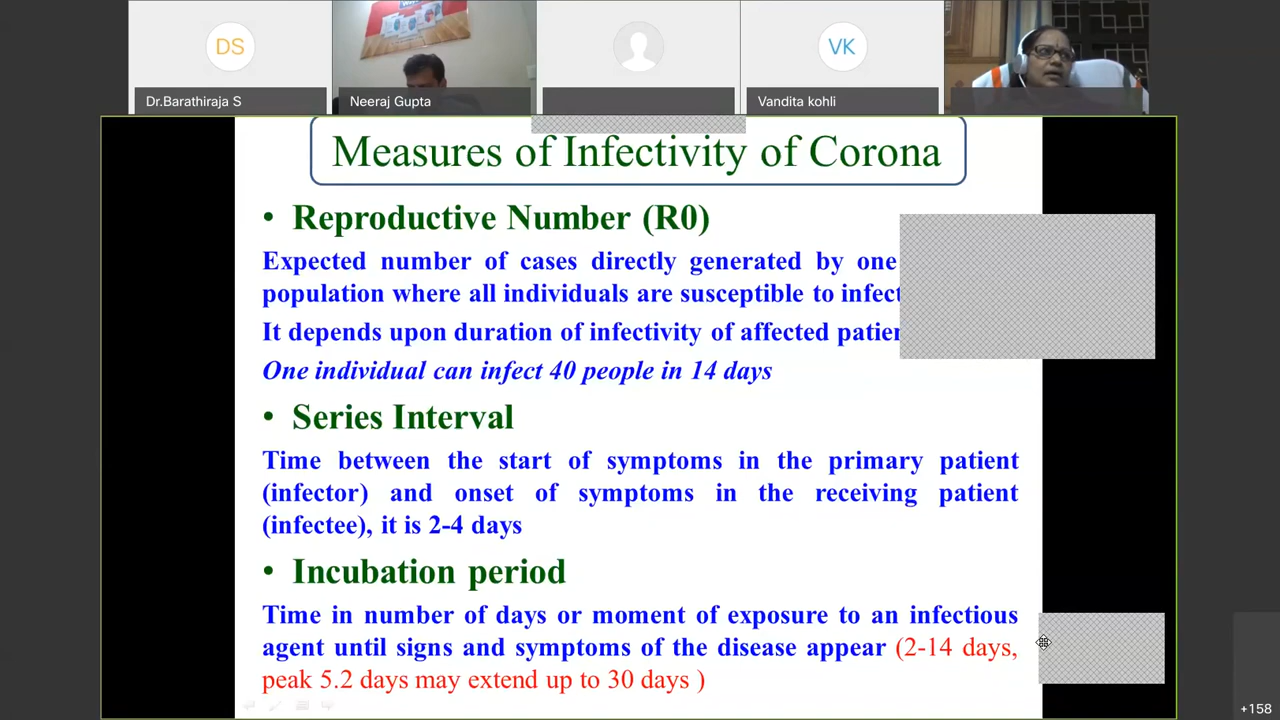 DS
VK
Dr.Barathiraja S
Neeraj Gupta
Vandita kohli
Measures of Infectivity of Corona
• Reproductive Number (R0)
Expected number of cases directly generated by one
population where all individuals are susceptible to
It depends upon duration of infectivity of affected
One individual can infect 40 people in 14 days
• Series Interval
Time between the start of symptoms in the primary patient
(infector) and onset of symptoms in the receiving patient
(infectee), it is 2-4 days
• Incubation period
Time in number of days or moment of exposure to an infectious
agent until signs and symptoms of the disease appear (2-14 days,
peak 5.2 days may extend up to 30 days )
+158